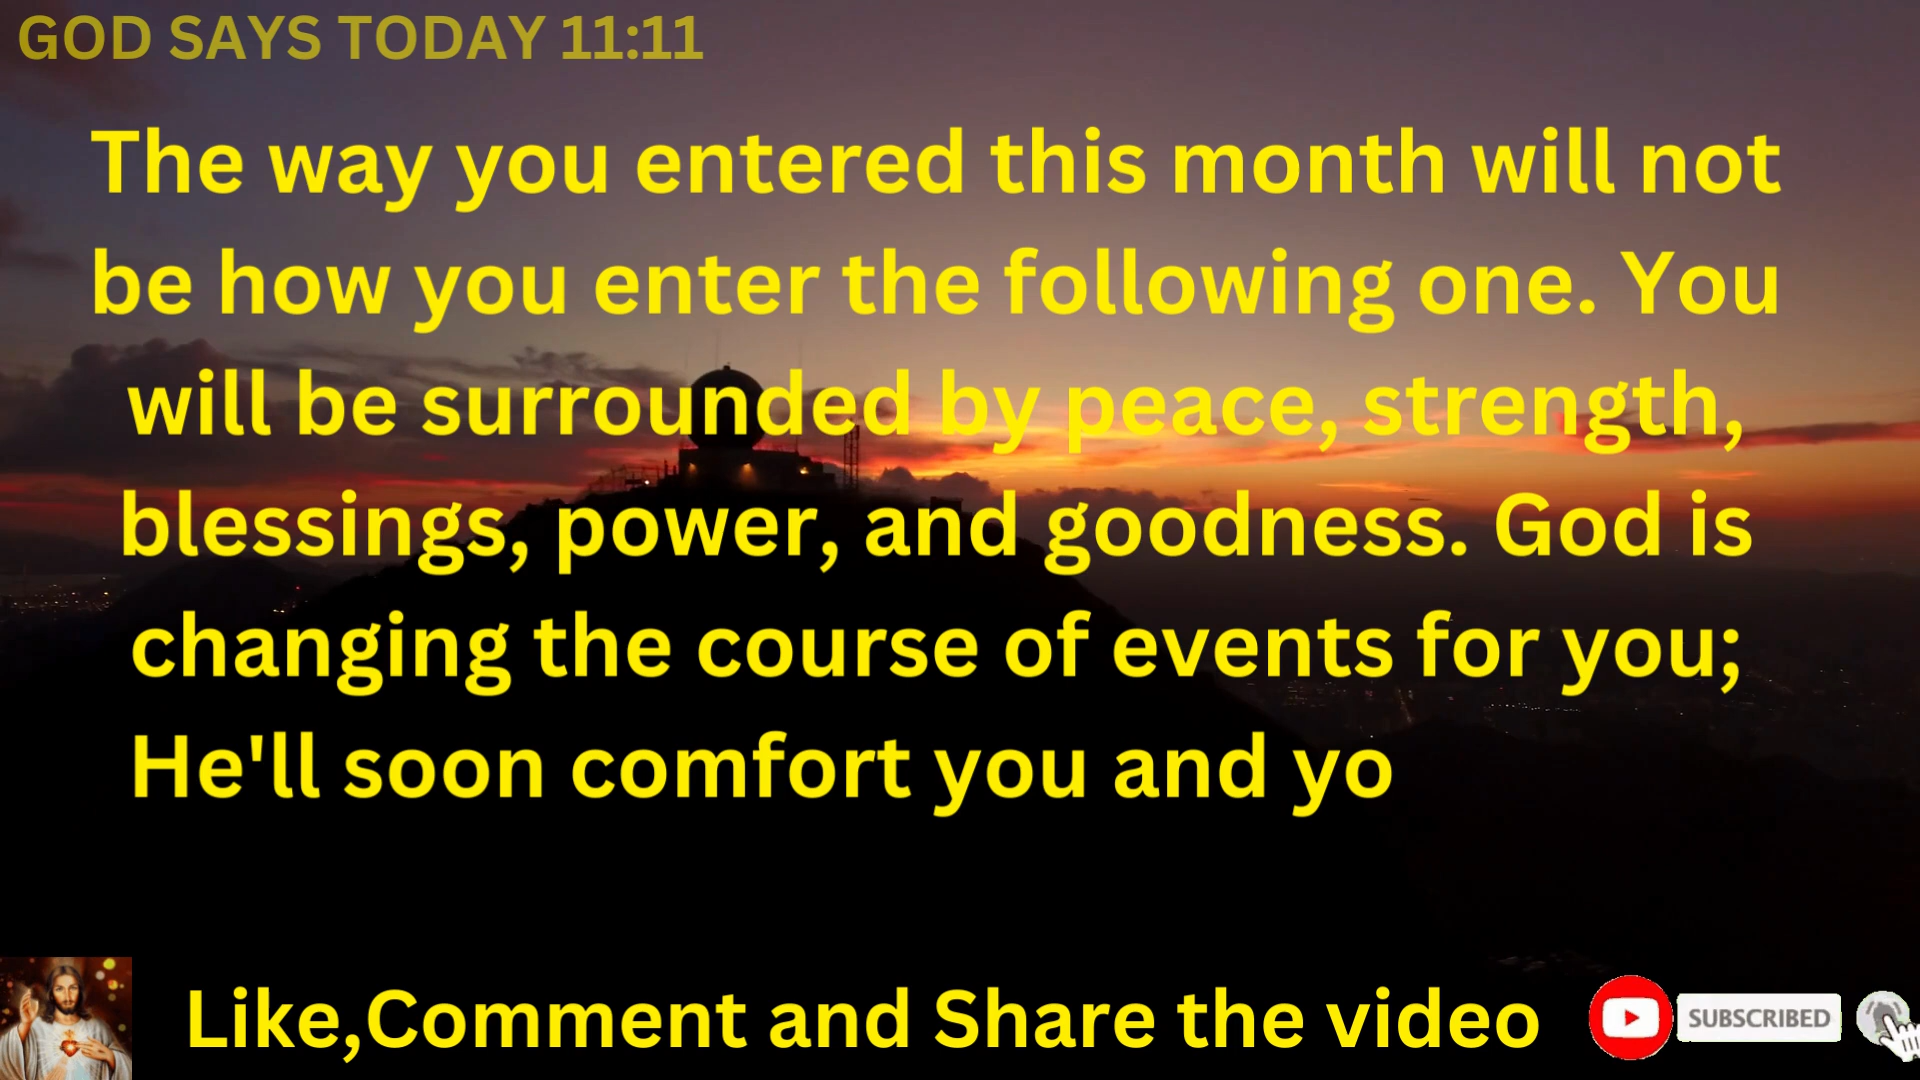 GOD SAYS TODAY 11:11
The way you entered this month will not
be how you enter the following one. You
will be surrounded by peace, strength,
blessings, power, and goodness. God is
changing the course of events for you;
He'll soon comfort you and yo
Like,Comment and Share the video
SUBSCRIBED